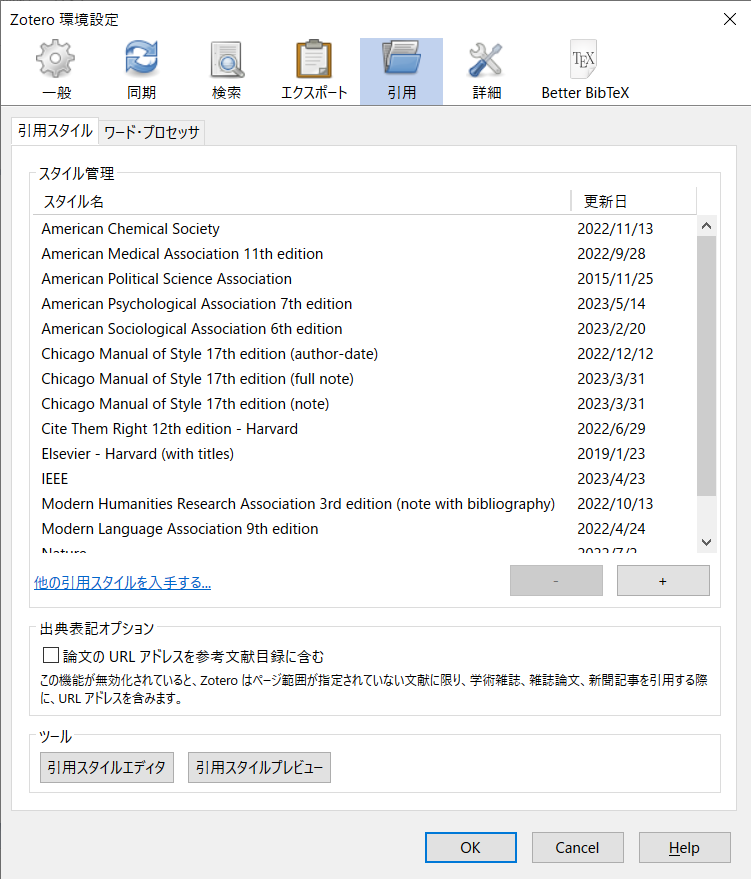 Zotero 環境設定
一般
同期
検索
エクスポート
引用
詳細
TEX
Better BibTeX
引用スタイル
ワード・プロセッサ
スタイル管理
スタイル名 更新日
American Chemical Society 2022/11/13
American Medical Association 11th edition 2022/9/28
American Political Science Association 2015/11/25
American Psychological Association 7th edition 2023/5/14
American Sociological Association 6th edition 2023/2/20
Chicago Manual of Style 17th edition (author-date) 2022/12/12
Chicago Manual of Style 17th edition (full note) 2023/3/31
Chicago Manual of Style 17th edition (note) 2023/3/31
Cite Them Right 12th edition - Harvard 2022/6/29
Elsevier - Harvard (with titles) 2019/1/23
IEEE 2023/4/23
Modern Humanities Research Association 3rd edition (note with bibliography) 2022/10/13
Modern Language Association 9th edition 2022/4/24
Nature
他の引用スタイルを入手する...
-
+
出典表記オプション
論文の URL アドレスを参考文献目録に含む
この機能が無効化されていると、Zotero はページ範囲が指定されていない文献に限り、学術雑誌、雑誌論文、新聞記事を引用する際
に、URL アドレスを含みます。
ツール
引用スタイルエディタ
引用スタイルプレビュー
OK
Cancel
Help